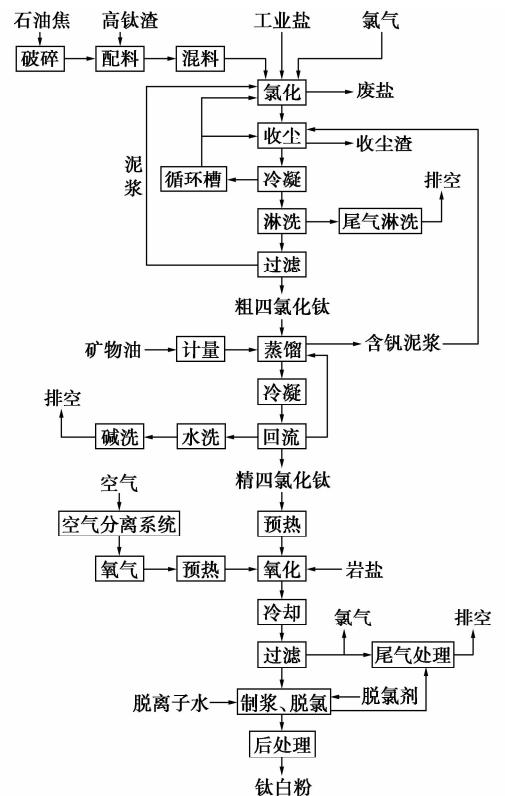 石油焦
高钛渣
工业盐
氯气
破碎
配料
混料
氯化
废盐
收尘
收尘渣
泥浆
循环槽
冷凝
排空
淋洗
尾气淋洗
过滤
粗四氯化钛
矿物油
计量
蒸馏
含钒泥浆
冷凝
排空
碱洗
水洗
回流
空气
精四氯化钛
空气分离系统
预热
氧气
预热
氧化
岩盐
冷却
氯气
排空
过滤
尾气处理
脱离子水
制浆、脱氯
脱氯剂
后处理
钛白粉